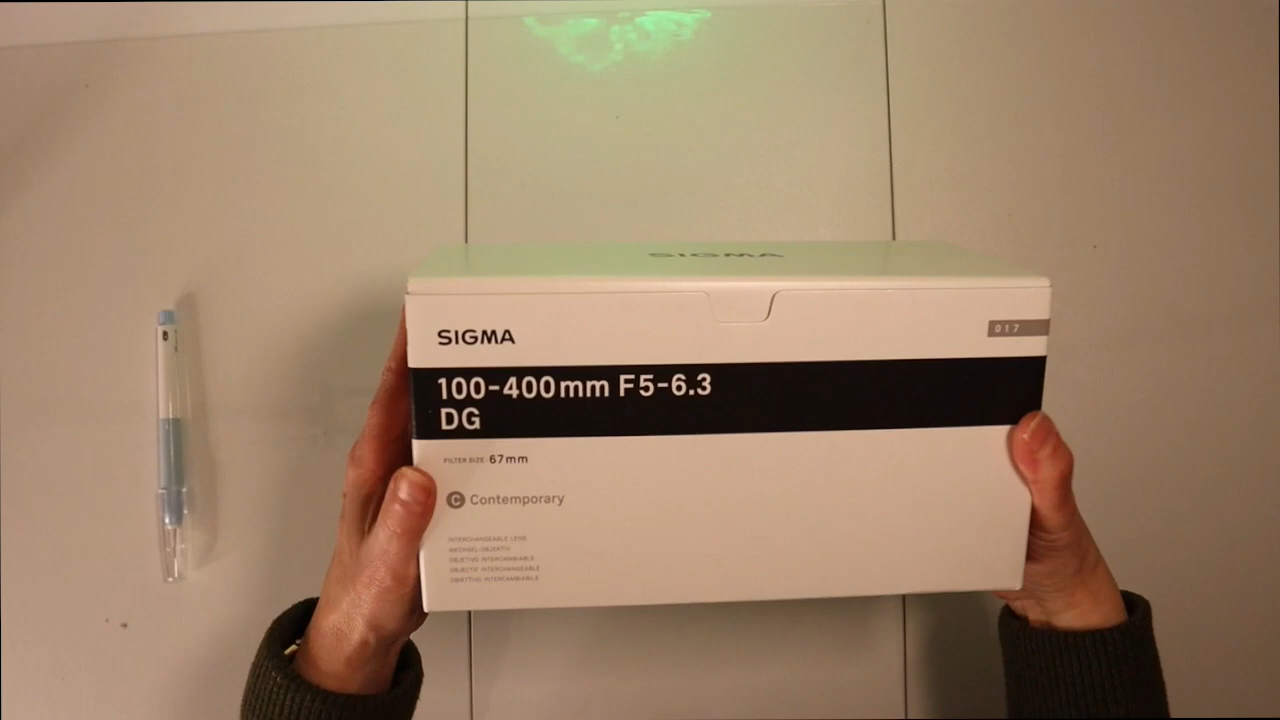 SIGMA
SIGMA
017
100-400mm F5-6.3
DG
FILTER SIZE: 67mm
C Contemporary
INTERCHANGEABLE LENS
WECHSEL-OBJEKTIV
OBJETIVO INTERCAMBIABLE
OBJECTIF INTERCHANGEABLE
OBIETTIVO INTERCAMBIABILE